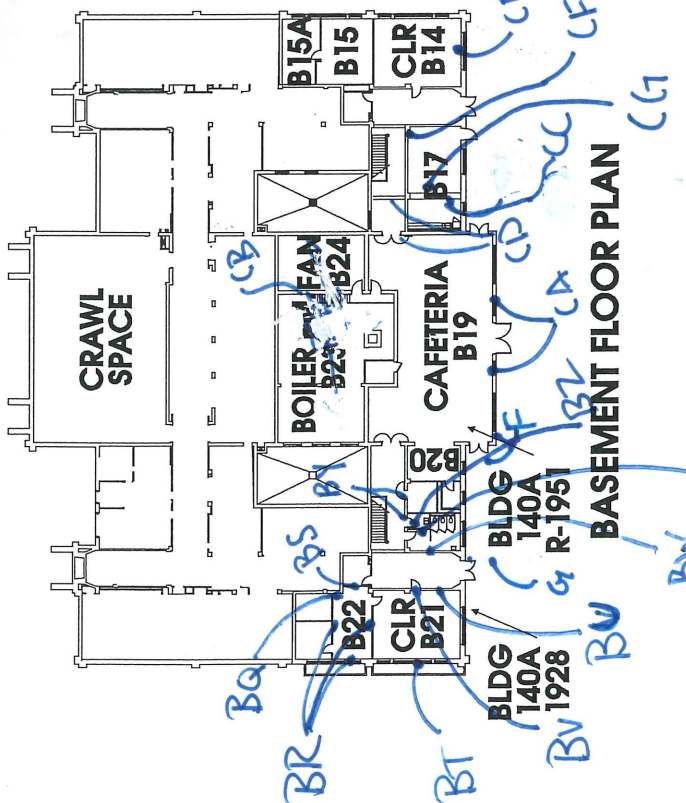 B15A
B15
CLR
B14
CF
CRAWL
SPACE
CB
FAN
B24
BOILER
B17
CG
CC
CD
CAFETERIA
B19
CA
B20
BY
BZ
CF
BS
BQ
B22
BR
CLR
B21
BT
BLDG
140A
R-1951
G
BW
BU
BLDG
140A
1928
BV
BASEMENT FLOOR PLAN